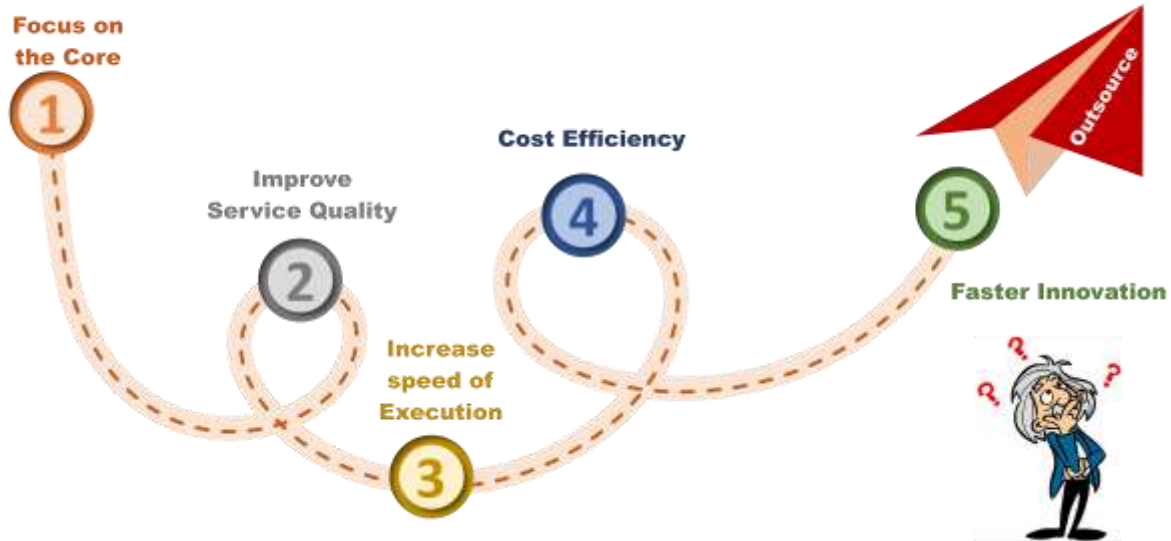 Focus on
the Core
1
Improve
Service Quality
2
Increase
speed of
Execution
3
Cost Efficiency
4
Outsource
5
Faster Innovation
?
?
?